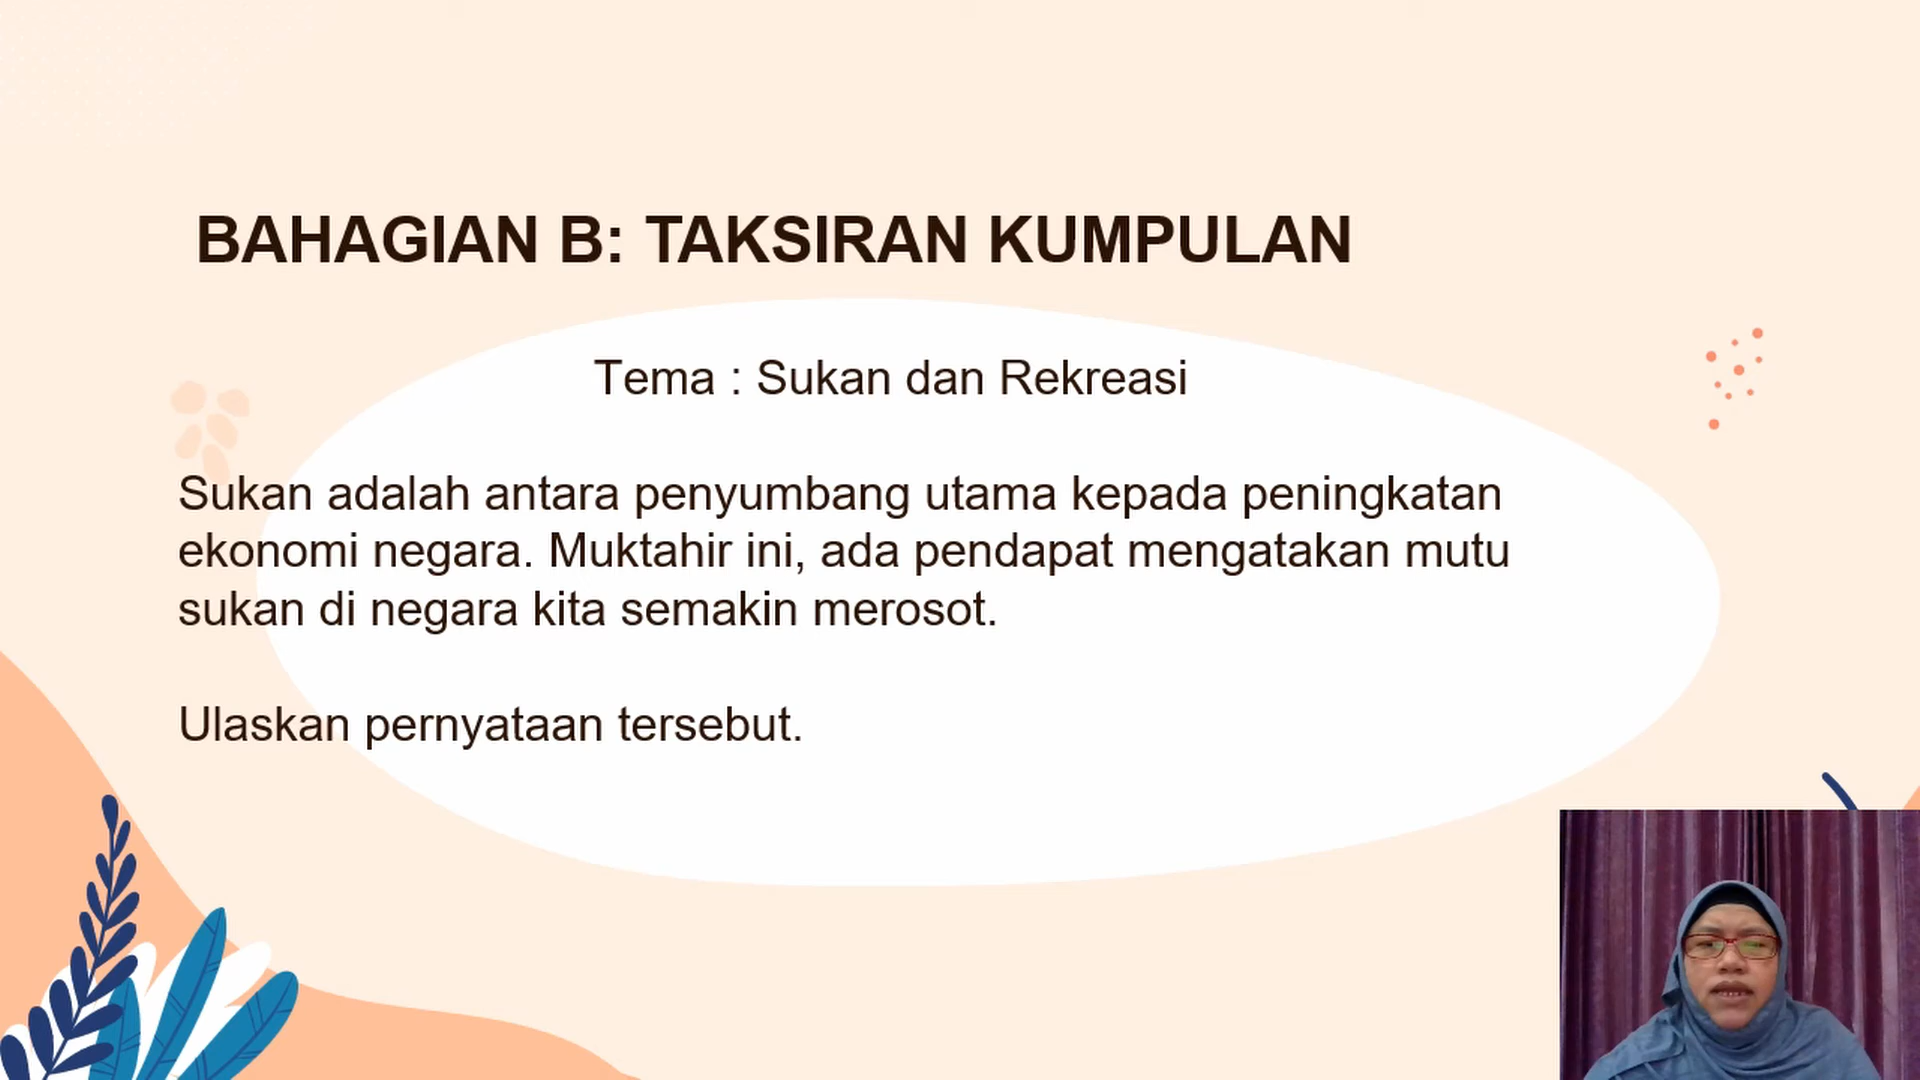 BAHAGIAN B: TAKSIRAN KUMPULAN
Tema : Sukan dan Rekreasi
Sukan adalah antara penyumbang utama kepada peningkatan
ekonomi negara. Muktahir ini, ada pendapat mengatakan mutu
sukan di negara kita semakin merosot.
Ulaskan pernyataan tersebut.